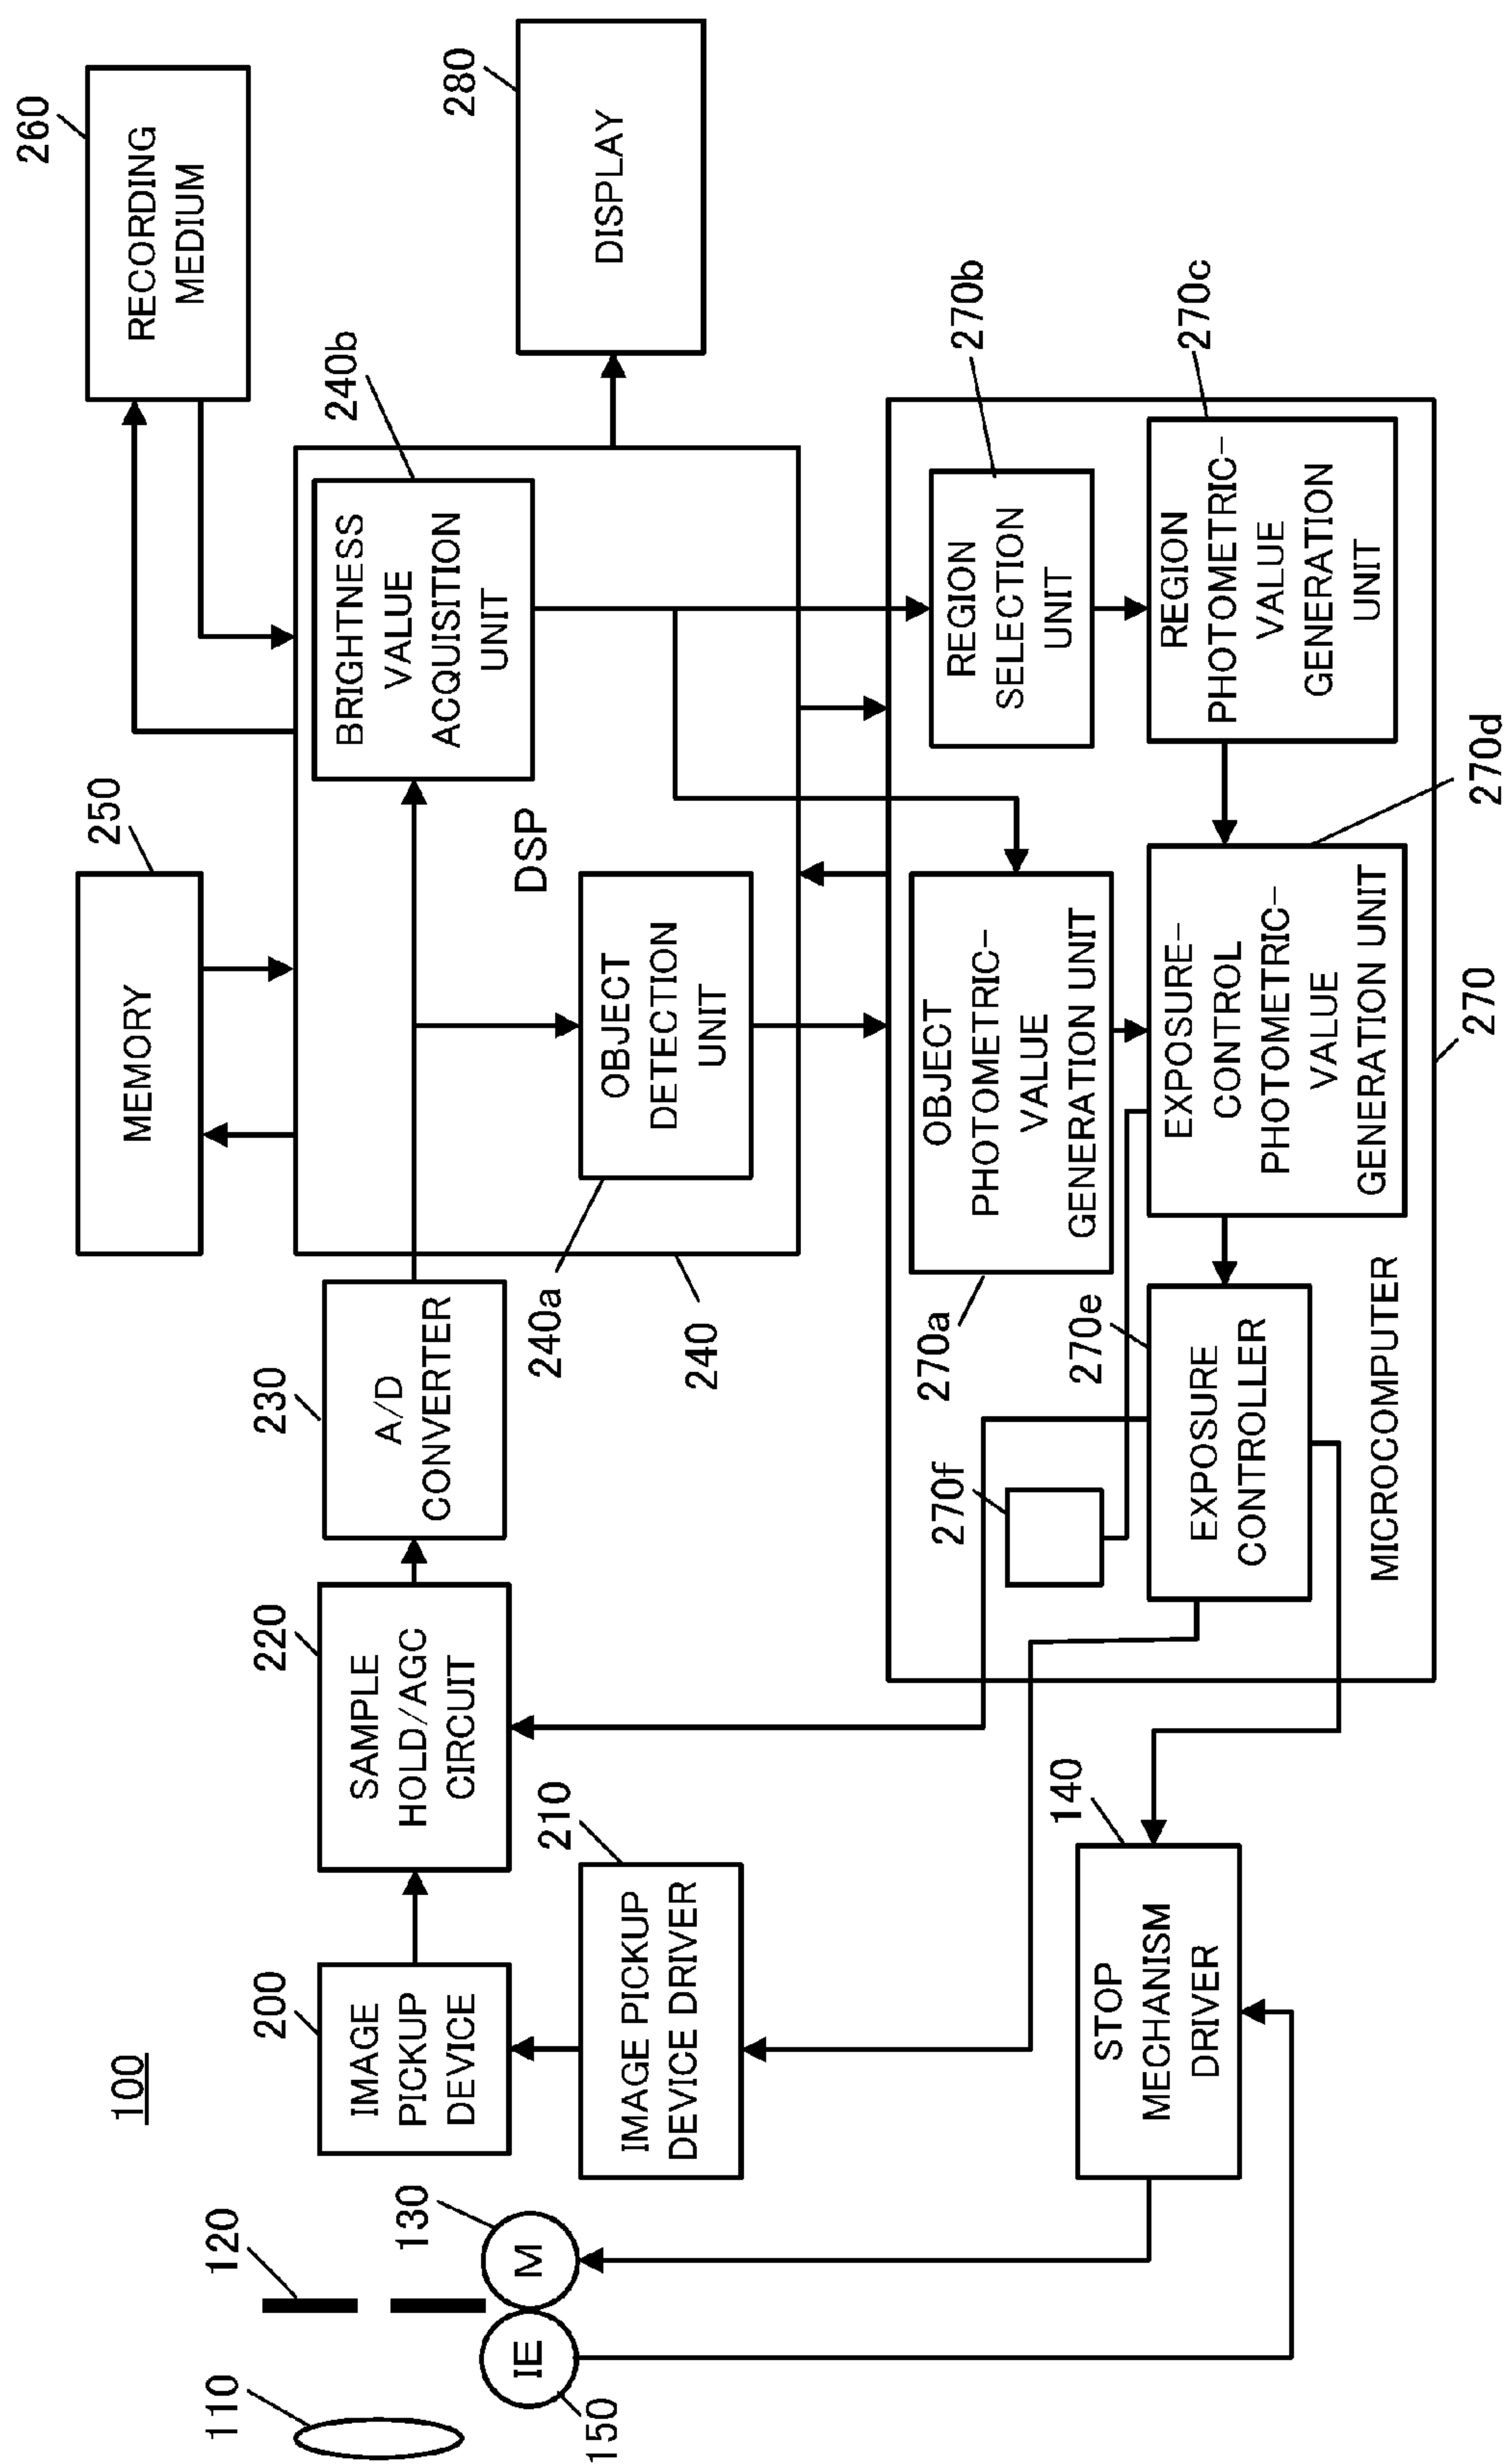 100
110
120
130
M
IE
150
200
IMAGE
PICKUP
DEVICE
210
IMAGE PICKUP
DEVICE DRIVER
140
STOP
MECHANISM
DRIVER
220
SAMPLE
HOLD/AGC
CIRCUIT
230
A/D
CONVERTER
250
MEMORY
260
RECORDING
MEDIUM
280
DISPLAY
240
DSP
240a
OBJECT
DETECTION
UNIT
240b
BRIGHTNESS
VALUE
ACQUISITION
UNIT
270
MICROCOMPUTER
270a
OBJECT
PHOTOMETRIC-
VALUE
GENERATION UNIT
270b
REGION
SELECTION
UNIT
270c
REGION
PHOTOMETRIC-
VALUE
GENERATION
UNIT
270d
EXPOSURE-
CONTROL
PHOTOMETRIC-
VALUE
GENERATION UNIT
270e
EXPOSURE
CONTROLLER
270f